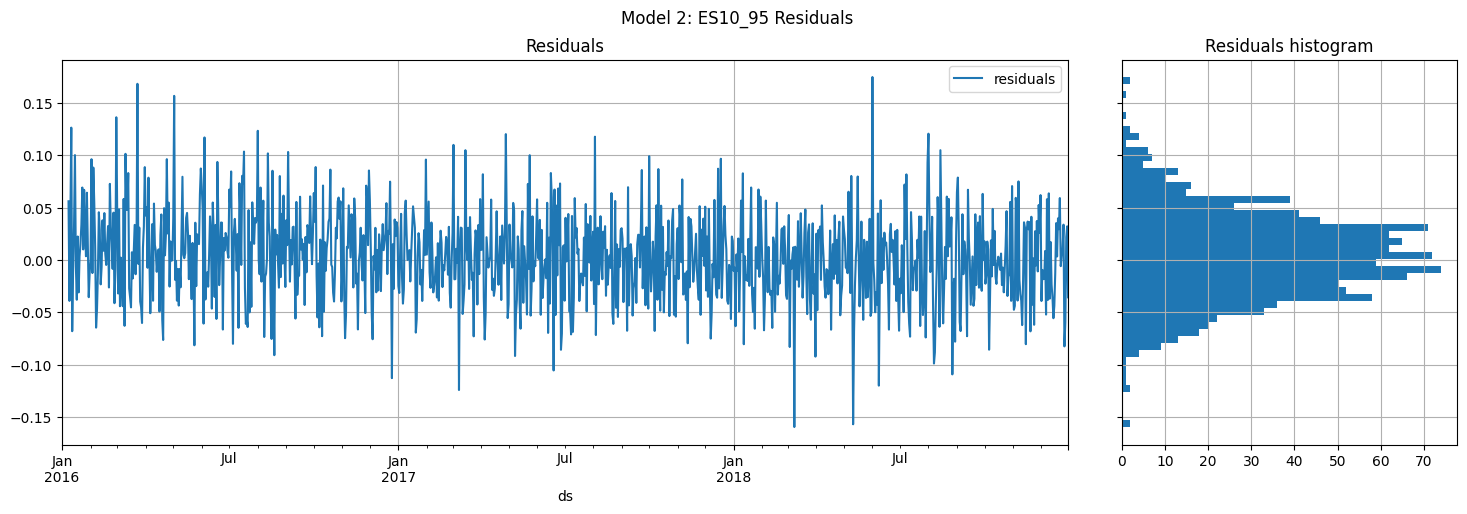 Model 2: ES10_95 Residuals
Residuals
residuals
0.15
0.10
0.05
0.00
−0.05
−0.10
−0.15
Jan
2016
Jul
Jan
2017
Jul
Jan
2018
Jul
ds
Residuals histogram
0 10 20 30 40 50 60 70